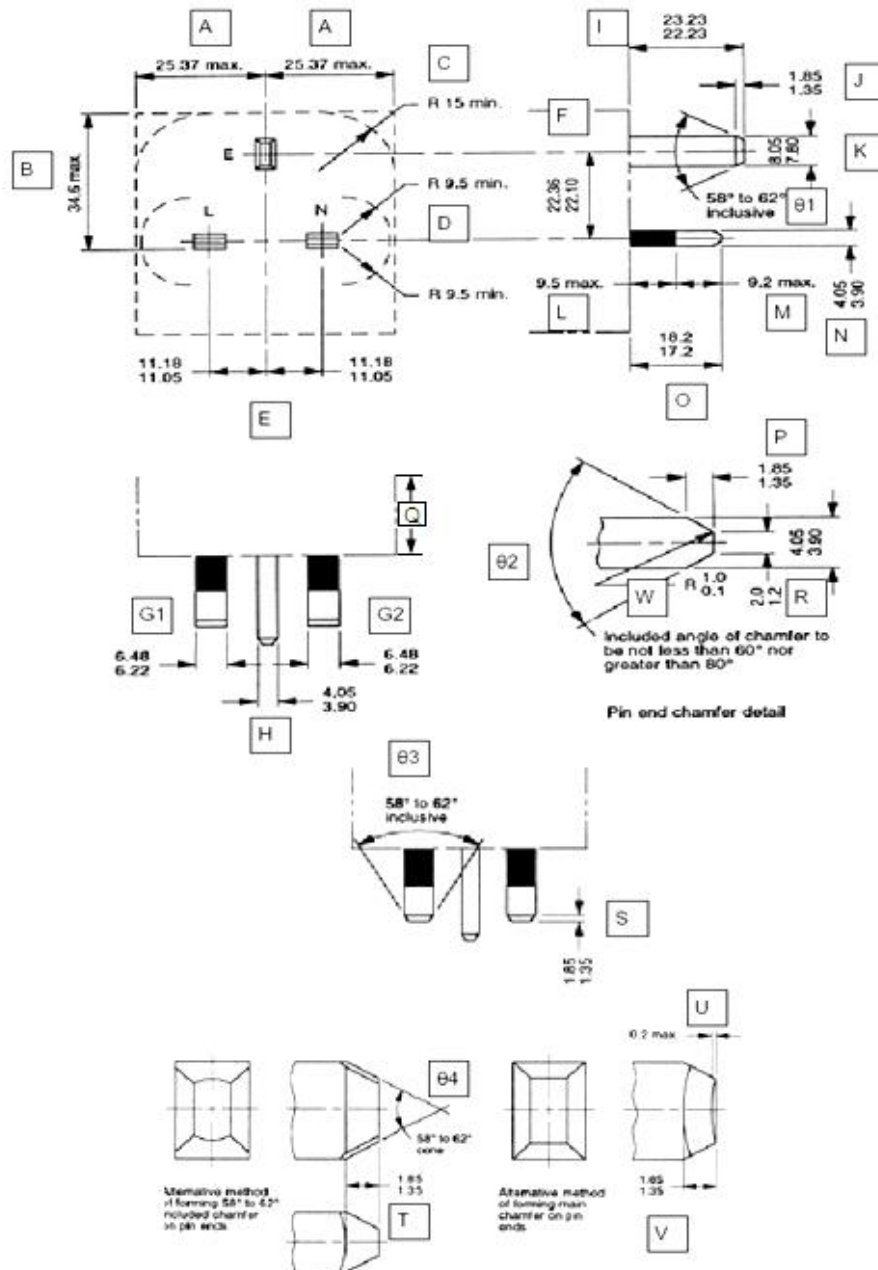 A
A
I
23.23
22.23
25.37 max.
25.37 max.
C
J
1.85
1.35
R 15 min.
F
E
B
34.6 max.
8.05
7.80
K
R 9.5 min.
22.36
22.10
58° to 62°
inclusive
θ1
L
N
D
R 9.5 min.
9.5 max.
9.2 max.
4.05
3.90
L
M
N
11.18
11.05
11.18
11.05
18.2
17.2
E
O
P
1.85
1.35
Q
θ2
4.05
3.90
G1
G2
W
R 1.0
0.1
2.0
1.2
R
6.48
6.22
6.48
6.22
Included angle of chamfer to
be not less than 60° nor
greater than 80°
4.05
3.90
H
Pin end chamfer detail
θ3
58° to 62°
inclusive
S
1.85
1.35
U
0.2 max
θ4
58° to 62°
cone
Alternative method
of forming 58° to 62°
included chamfer
on pin ends
1.85
1.35
T
Alternative method
of forming main
chamfer on pin
ends.
1.85
1.35
V